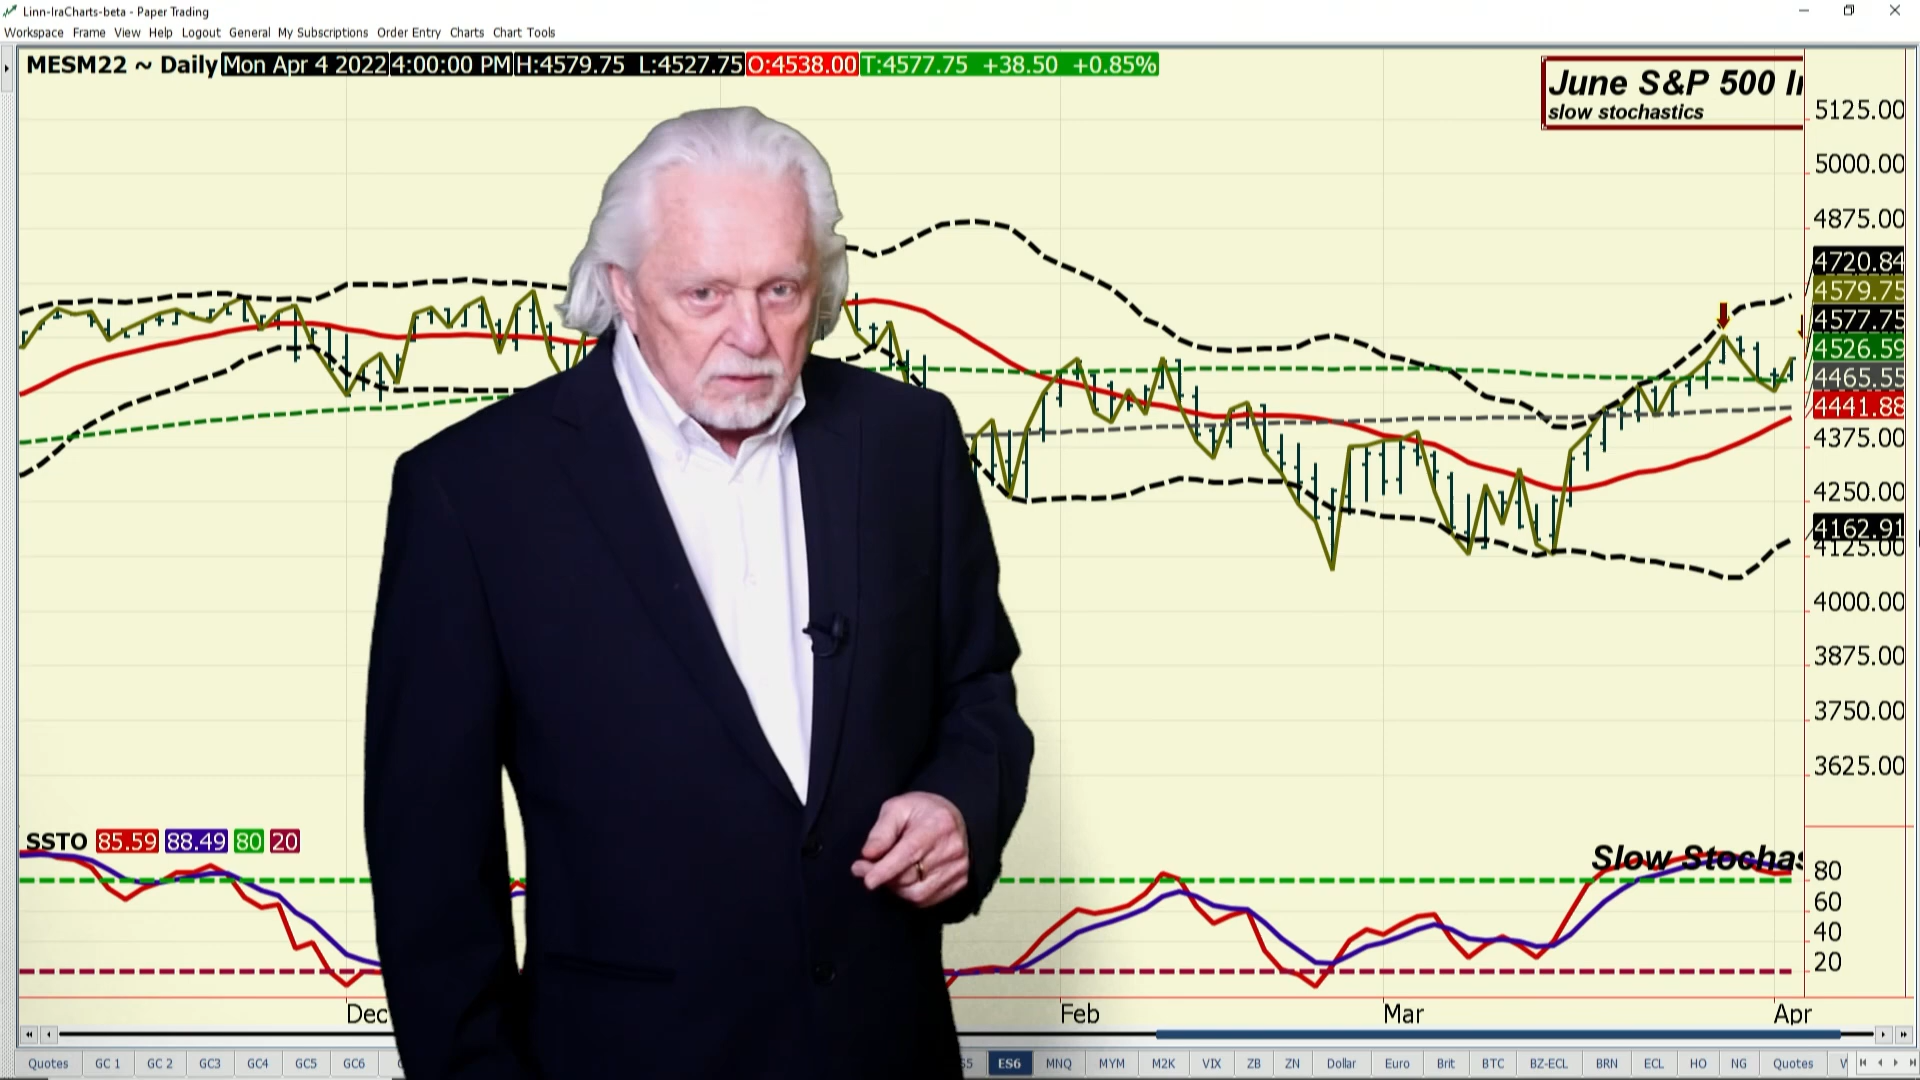 Linn-IraCharts-beta - Paper Trading
Workspace Frame View Help Logout General My Subscriptions Order Entry Charts Chart Tools
MESM22 ~ Daily Mon Apr 4 2022 4:00:00 PM H:4579.75 L:4527.75 O:4538.00 T:4577.75 +38.50 +0.85%
June S&P 500
slow stochastics
5125.00
5000.00
4875.00
4720.84
4579.75
4577.75
4526.59
4465.55
4441.88
4375.00
4250.00
4162.91
4125.00
4000.00
3875.00
3750.00
3625.00
SSTO 85.59 88.49 80 20
Slow Stochas
80
60
40
20
Dec Feb Mar Apr
Quotes GC 1 GC 2 GC3 GC4 GC5 GC6 ES6 MNQ MYM M2K VIX ZB ZN Dollar Euro Brit BTC BZ-ECL BRN ECL HO NG Quotes